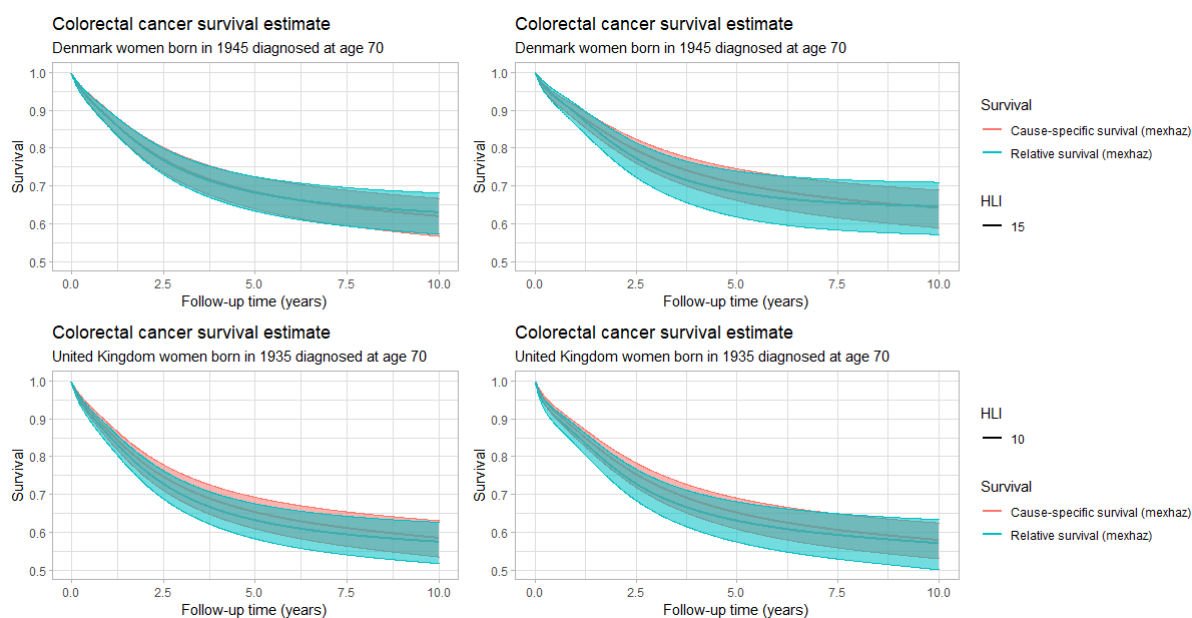 Colorectal cancer survival estimate
Denmark women born in 1945 diagnosed at age 70
1.0
0.9
0.8
0.7
0.6
0.5
Survival
0.0 2.5 5.0 7.5 10.0
Follow-up time (years)
Colorectal cancer survival estimate
Denmark women born in 1945 diagnosed at age 70
1.0
0.9
0.8
0.7
0.6
0.5
Survival
0.0 2.5 5.0 7.5 10.0
Follow-up time (years)
Survival
Cause-specific survival (mexhaz)
Relative survival (mexhaz)
HLI
15
Colorectal cancer survival estimate
United Kingdom women born in 1935 diagnosed at age 70
1.0
0.9
0.8
0.7
0.6
0.5
Survival
0.0 2.5 5.0 7.5 10.0
Follow-up time (years)
Colorectal cancer survival estimate
United Kingdom women born in 1935 diagnosed at age 70
1.0
0.9
0.8
0.7
0.6
0.5
Survival
0.0 2.5 5.0 7.5 10.0
Follow-up time (years)
HLI
10
Survival
Cause-specific survival (mexhaz)
Relative survival (mexhaz)